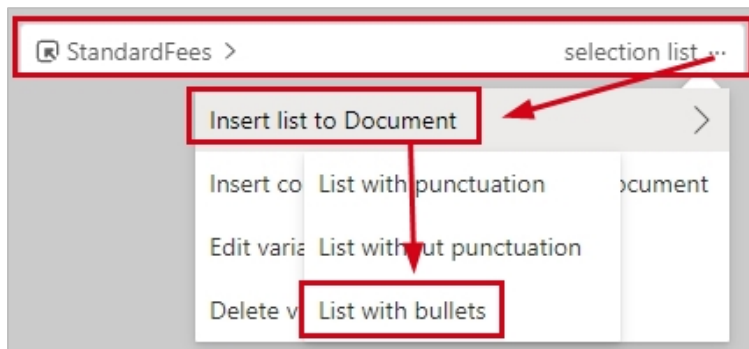 StandardFees > selection list ...
Insert list to Document >
Insert co List with punctuation ocument
Edit varia List without punctuation
Delete v List with bullets